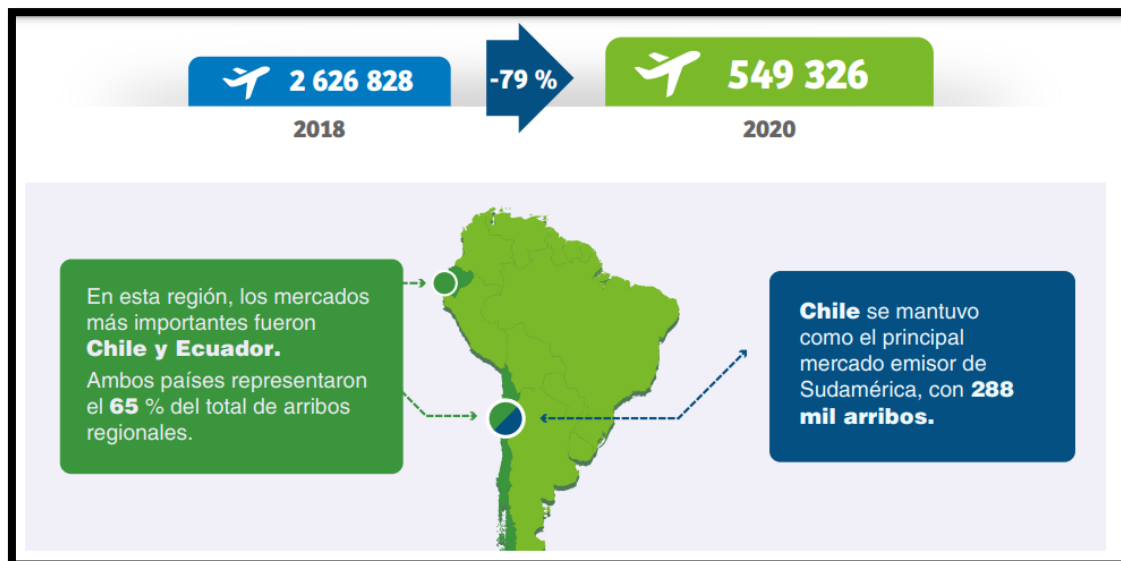 2 626 828
-79 %
549 326
2018
2020
En esta región, los mercados
más importantes fueron
Chile y Ecuador.
Ambos países representaron
el 65 % del total de arribos
regionales.
Chile se mantuvo
como el principal
mercado emisor de
Sudamérica, con 288
mil arribos.